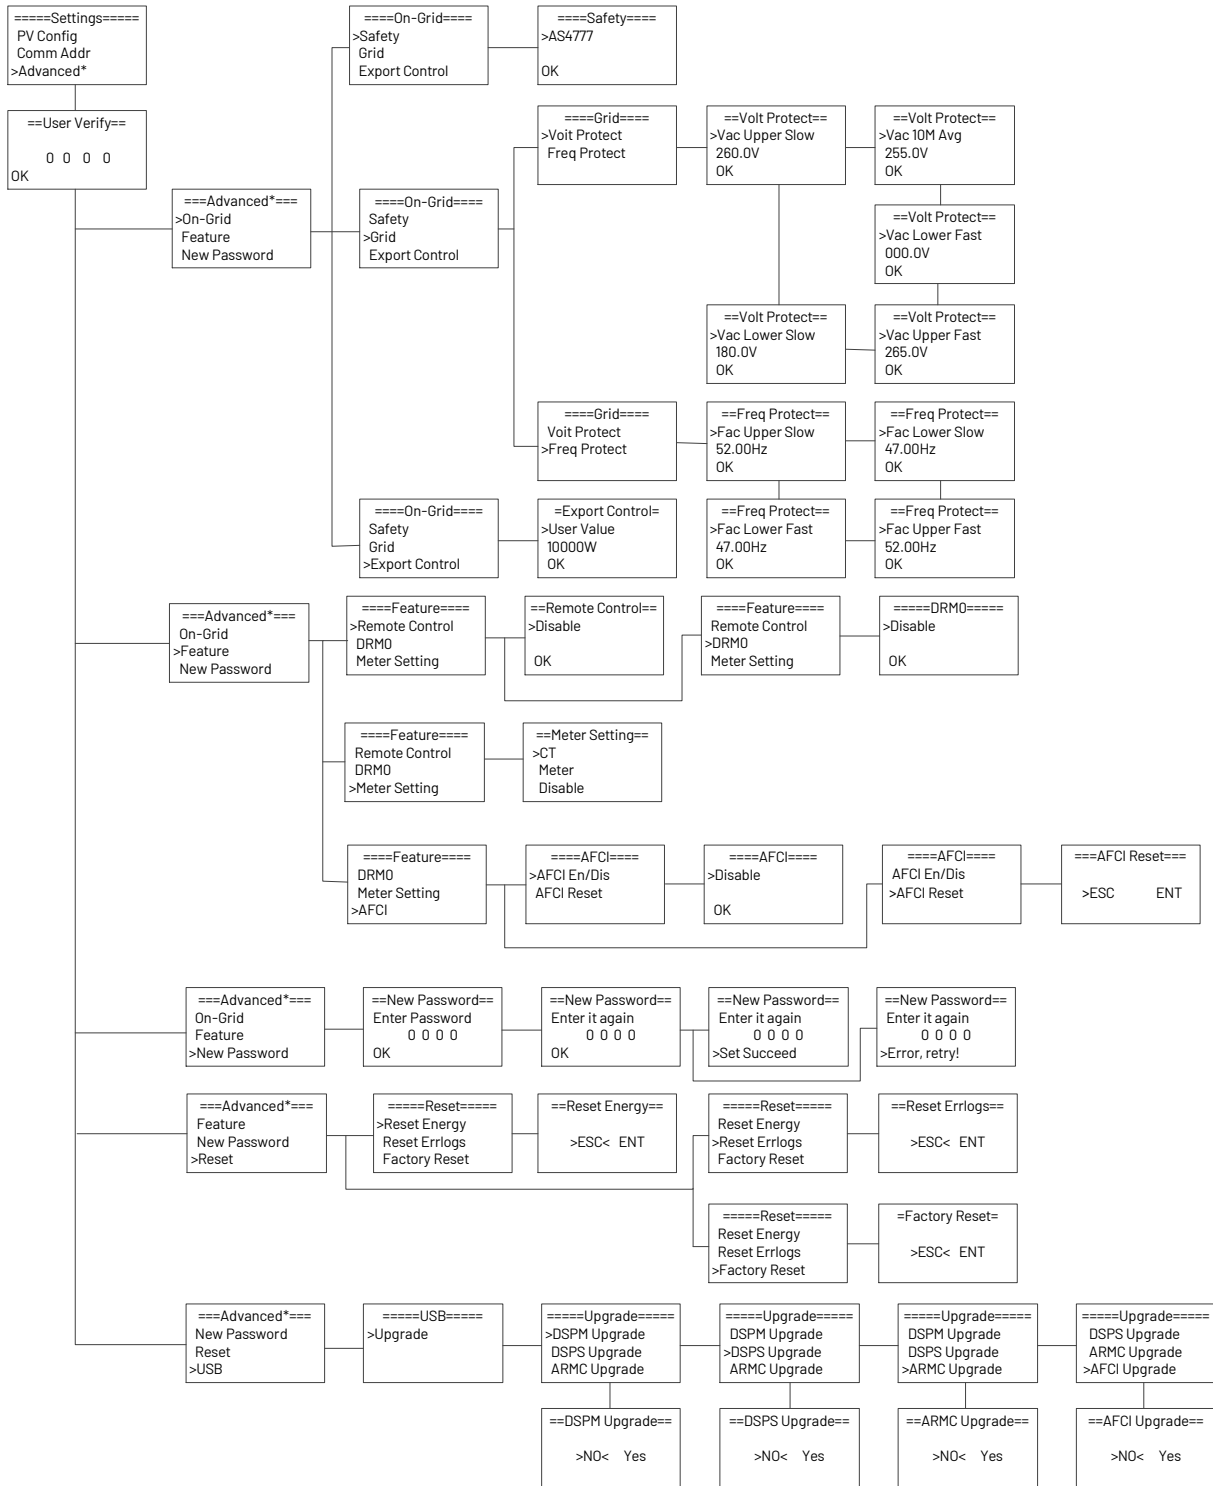 =====Settings=====
PV Config
Comm Addr
>Advanced*
==User Verify==
0 0 0 0
OK
====On-Grid====
>Safety
Grid
Export Control
====Safety====
>AS4777
OK
===Advanced*===
>On-Grid
Feature
New Password
====On-Grid====
Safety
>Grid
Export Control
====Grid====
>Voit Protect
Freq Protect
==Volt Protect==
>Vac Upper Slow
260.0V
OK
==Volt Protect==
>Vac 10M Avg
255.0V
OK
==Volt Protect==
>Vac Lower Fast
000.0V
OK
==Volt Protect==
>Vac Lower Slow
180.0V
OK
==Volt Protect==
>Vac Upper Fast
265.0V
OK
====Grid====
Voit Protect
>Freq Protect
==Freq Protect==
>Fac Upper Slow
52.00Hz
OK
==Freq Protect==
>Fac Lower Slow
47.00Hz
OK
====On-Grid====
Safety
Grid
>Export Control
=Export Control=
>User Value
10000W
OK
==Freq Protect==
>Fac Lower Fast
47.00Hz
OK
==Freq Protect==
>Fac Upper Fast
52.00Hz
OK
===Advanced*===
On-Grid
>Feature
New Password
====Feature====
>Remote Control
DRM0
Meter Setting
==Remote Control==
>Disable
OK
====Feature====
Remote Control
>DRM0
Meter Setting
=====DRM0=====
>Disable
OK
====Feature====
Remote Control
DRM0
>Meter Setting
==Meter Setting==
>CT
Meter
Disable
====Feature====
DRM0
Meter Setting
>AFCI
====AFCI====
>AFCI En/Dis
AFCI Reset
====AFCI====
>Disable
OK
====AFCI====
AFCI En/Dis
>AFCI Reset
===AFCI Reset===
>ESC ENT
===Advanced*===
On-Grid
Feature
>New Password
==New Password==
Enter Password
0 0 0 0
OK
==New Password==
Enter it again
0 0 0 0
OK
==New Password==
Enter it again
0 0 0 0
>Set Succeed
==New Password==
Enter it again
0 0 0 0
>Error, retry!
===Advanced*===
Feature
New Password
>Reset
=====Reset=====
>Reset Energy
Reset Errlogs
Factory Reset
==Reset Energy==
>ESC< ENT
=====Reset=====
Reset Energy
>Reset Errlogs
Factory Reset
==Reset Errlogs==
>ESC< ENT
=====Reset=====
Reset Energy
Reset Errlogs
>Factory Reset
=Factory Reset=
>ESC< ENT
===Advanced*===
New Password
Reset
>USB
=====USB=====
>Upgrade
=====Upgrade=====
>DSPM Upgrade
DSPS Upgrade
ARMC Upgrade
=====Upgrade=====
DSPM Upgrade
>DSPS Upgrade
ARMC Upgrade
=====Upgrade=====
DSPM Upgrade
DSPS Upgrade
>ARMC Upgrade
=====Upgrade=====
DSPS Upgrade
ARMC Upgrade
>AFCI Upgrade
==DSPM Upgrade==
>NO< Yes
==DSPS Upgrade==
>NO< Yes
==ARMC Upgrade==
>NO< Yes
==AFCI Upgrade==
>NO< Yes